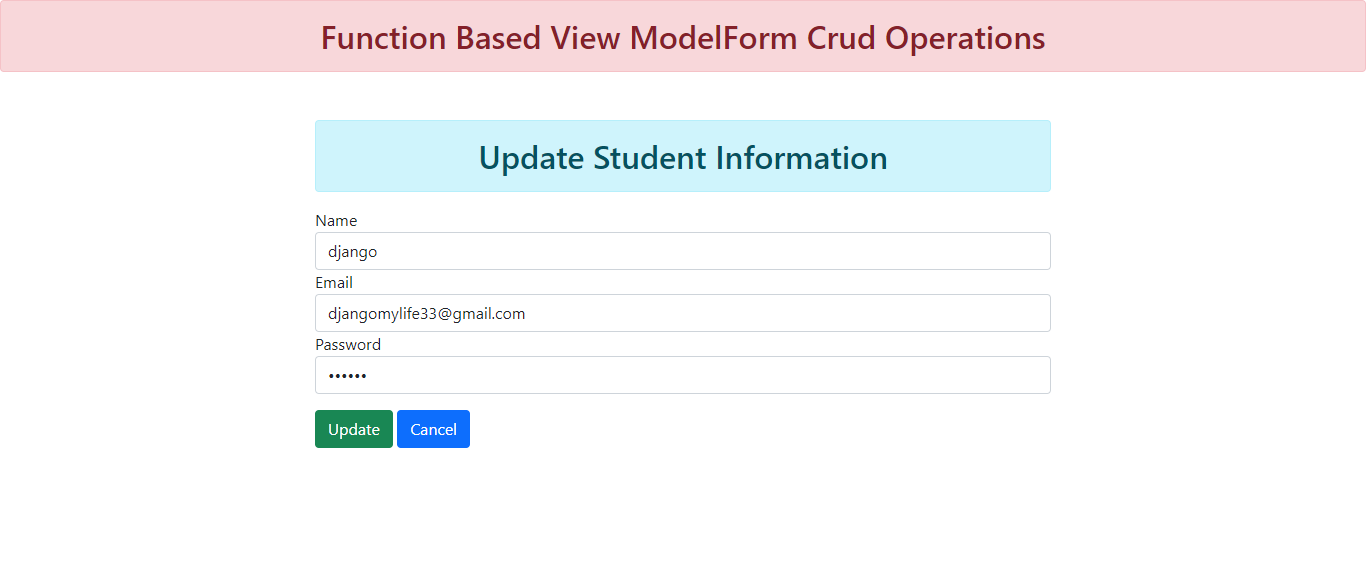 Function Based View ModelForm Crud Operations
Update Student Information
Name
django
Email
djangomylife33@gmail.com
Password
••••••
Update Cancel